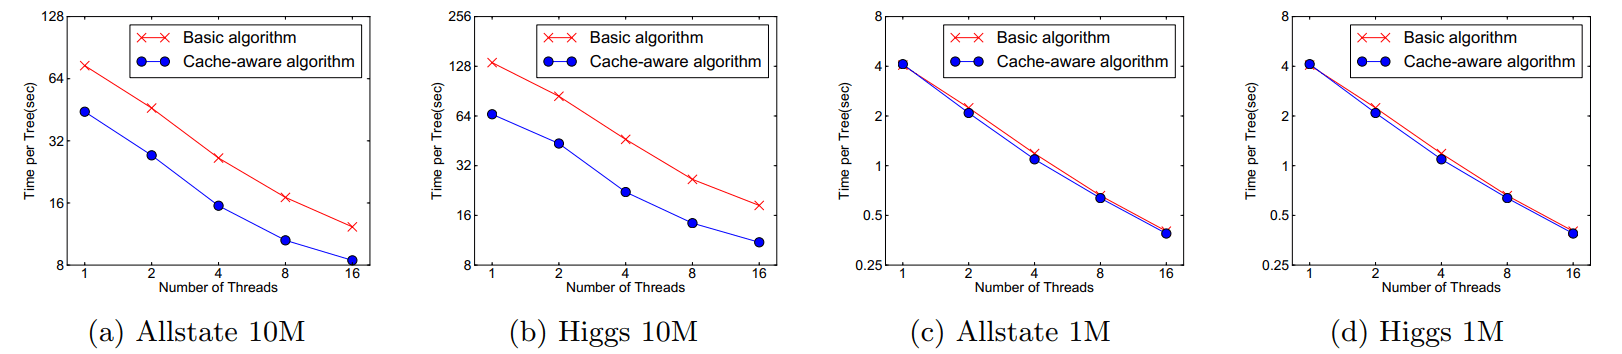 128
64
32
16
8
Time per Tree(sec)
Basic algorithm
Cache-aware algorithm
1 2 4 8 16
Number of Threads
(a) Allstate 10M
256
128
64
32
16
8
Time per Tree(sec)
Basic algorithm
Cache-aware algorithm
1 2 4 8 16
Number of Threads
(b) Higgs 10M
8
4
2
1
0.5
0.25
Time per Tree(sec)
Basic algorithm
Cache-aware algorithm
1 2 4 8 16
Number of Threads
(c) Allstate 1M
8
4
2
1
0.5
0.25
Time per Tree(sec)
Basic algorithm
Cache-aware algorithm
1 2 4 8 16
Number of Threads
(d) Higgs 1M